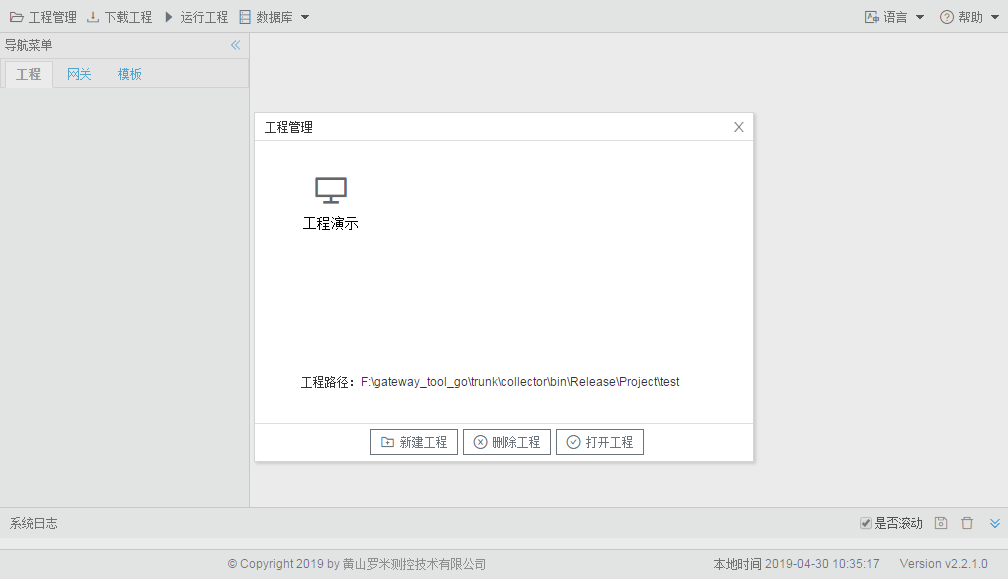 工程管理 下载工程 运行工程 数据库 语言 帮助
导航菜单
工程 网关 模板
工程管理
工程演示
工程路径：F:\gateway_tool_go\trunk\collector\bin\Release\Project\test
新建工程 删除工程 打开工程
系统日志 是否滚动
© Copyright 2019 by 黄山罗米测控技术有限公司 本地时间 2019-04-30 10:35:17 Version v2.2.1.0